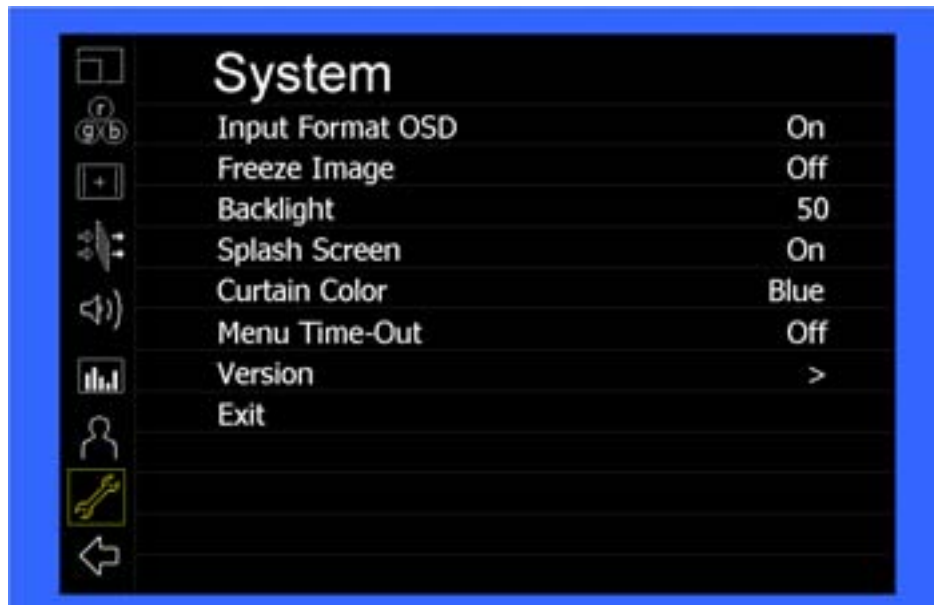 System
Input Format OSD On
Freeze Image Off
Backlight 50
Splash Screen On
Curtain Color Blue
Menu Time-Out Off
Version >
Exit
r
g b